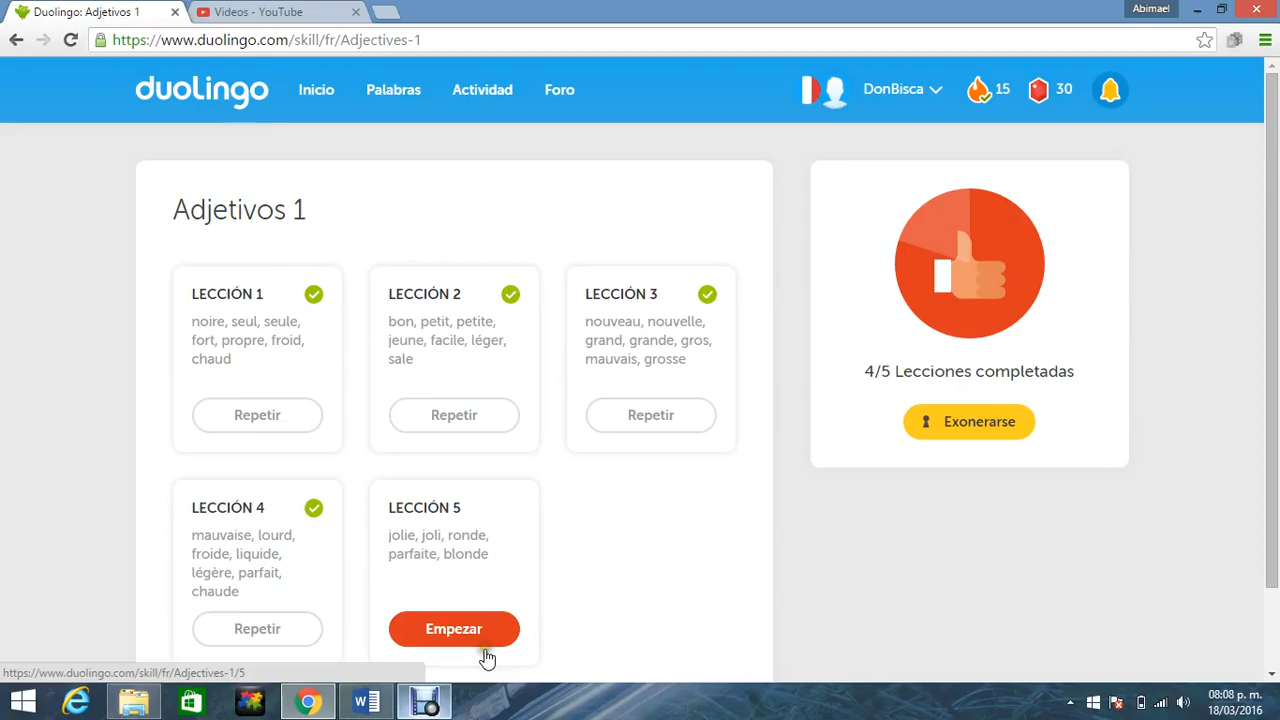 Duolingo: Adjetivos 1
Videos - YouTube
Abimael
https://www.duolingo.com/skill/fr/Adjectives-1
duolingo
Inicio
Palabras
Actividad
Foro
DonBisca
15
30
Adjetivos 1
LECCIÓN 1
noire, seul, seule,
fort, propre, froid,
chaud
Repetir
LECCIÓN 2
bon, petit, petite,
jeune, facile, léger,
sale
Repetir
LECCIÓN 3
nouveau, nouvelle,
grand, grande, gros,
mauvais, grosse
Repetir
LECCIÓN 4
mauvaise, lourd,
froide, liquide,
légère, parfait,
chaude
Repetir
LECCIÓN 5
jolie, joli, ronde,
parfaite, blonde
Empezar
4/5 Lecciones completadas
Exonerarse
https://www.duolingo.com/skill/fr/Adjectives-1/5
08:08 p. m.
18/03/2016